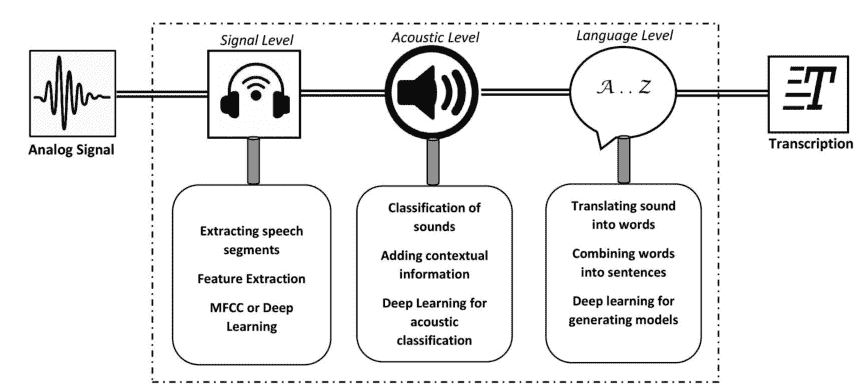 Signal Level
Acoustic Level
Language Level
A . . Z
T
Analog Signal
Transcription
Extracting speech
segments
Feature Extraction
MFCC or Deep
Learning
Classification of
sounds
Adding contextual
information
Deep Learning for
acoustic
classification
Translating sound
into words
Combining words
into sentences
Deep learning for
generating models